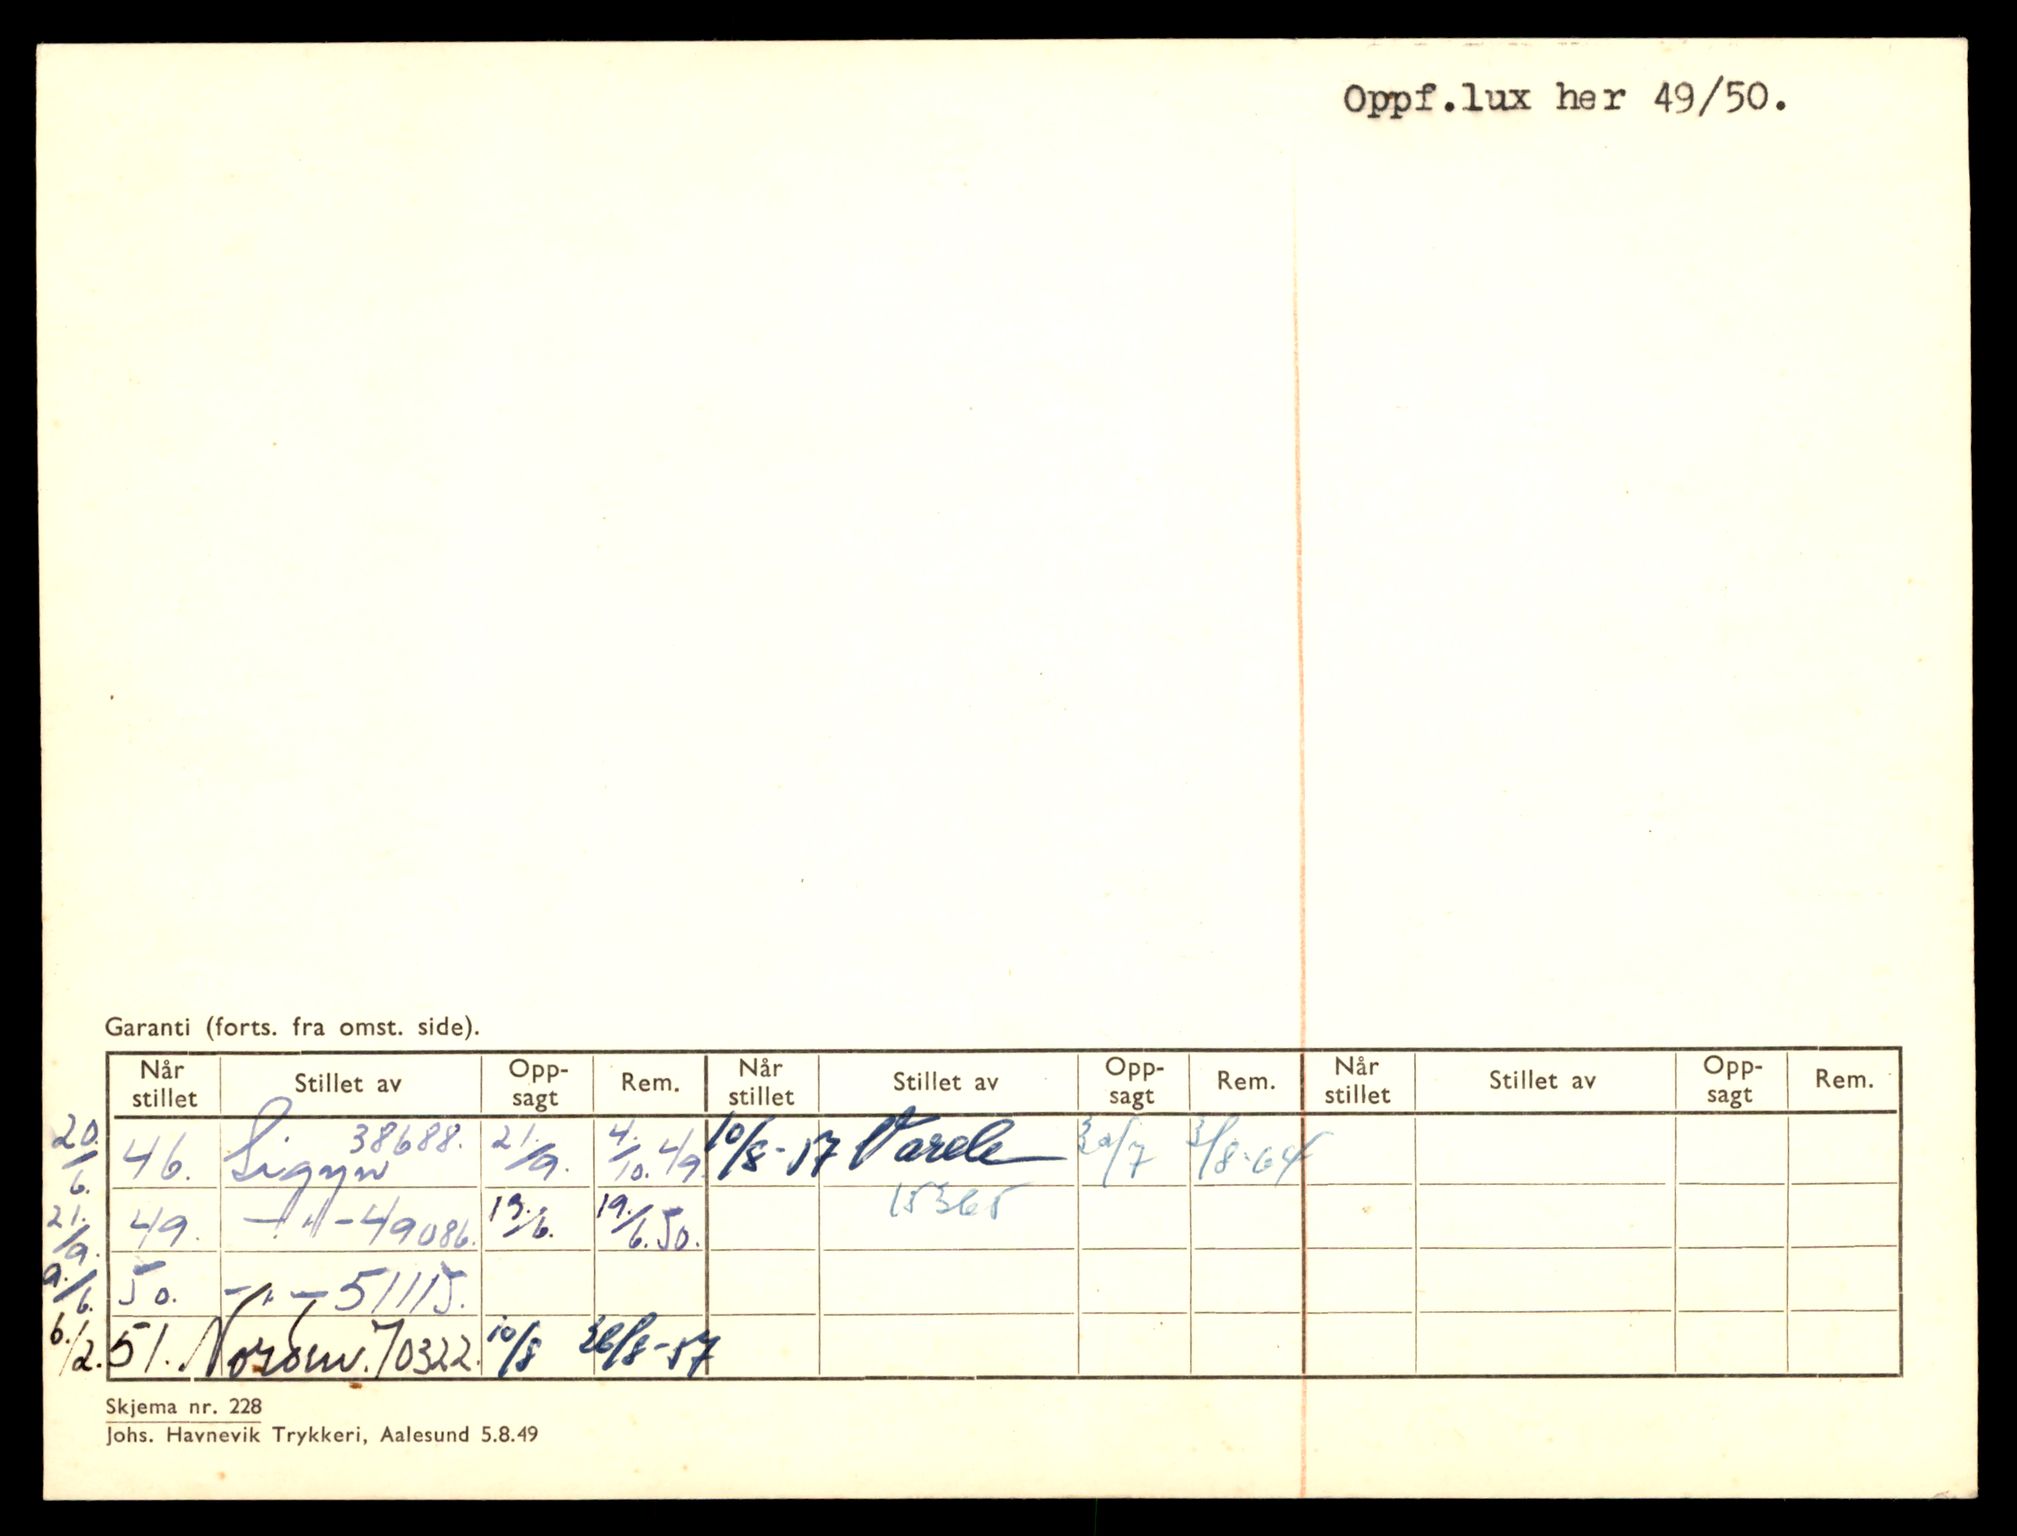 Oppf.lux her 49/50.
Garanti (forts. fra omst. side).
Når stillet Stillet av Opp-sagt Rem. Når stillet Stillet av Opp-sagt Rem. Når stillet Stillet av Opp-sagt Rem.
20./6. 46. Sigyn 38688. 21./9. 4./10. 49. 10/8-57 30/7 3/8-64
21./9. 49. -"- 49086. 19./6. 19./6. 50. 15365
9./6. 50. -"- 51115.
6./2. 51. 70322. 10/8 26/8-57
Skjema nr. 228
Johs. Havnevik Trykkeri, Aalesund 5.8.49